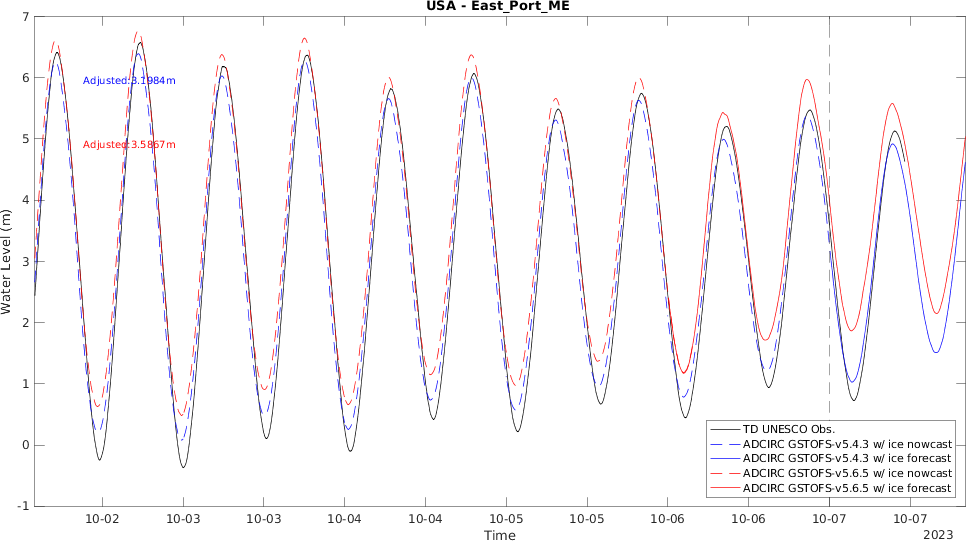 USA - East_Port_ME
7
6
5
4
3
2
1
0
-1
Water Level (m)
Adjusted:3.1984m
Adjusted:3.5867m
TD UNESCO Obs.
ADCIRC GSTOFS-v5.4.3 w/ ice nowcast
ADCIRC GSTOFS-v5.4.3 w/ ice forecast
ADCIRC GSTOFS-v5.6.5 w/ ice nowcast
ADCIRC GSTOFS-v5.6.5 w/ ice forecast
10-02 10-03 10-03 10-04 10-04 10-05 10-05 10-06 10-06 10-07 10-07
Time
2023